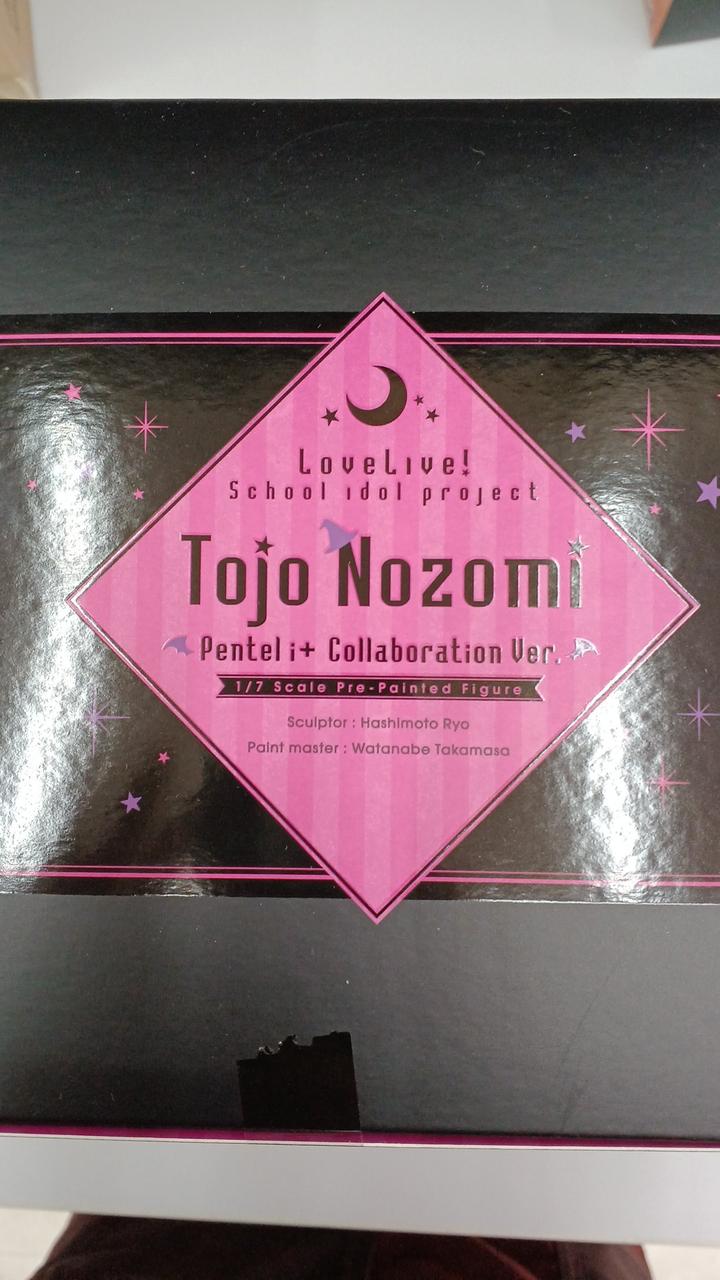 LoveLive!
School idol project
Tojo Nozomi
Pentel i+ Collaboration Ver.
1/7 Scale Pre-Painted Figure
Sculptor : Hashimoto Ryo
Paint master : Watanabe Takamasa